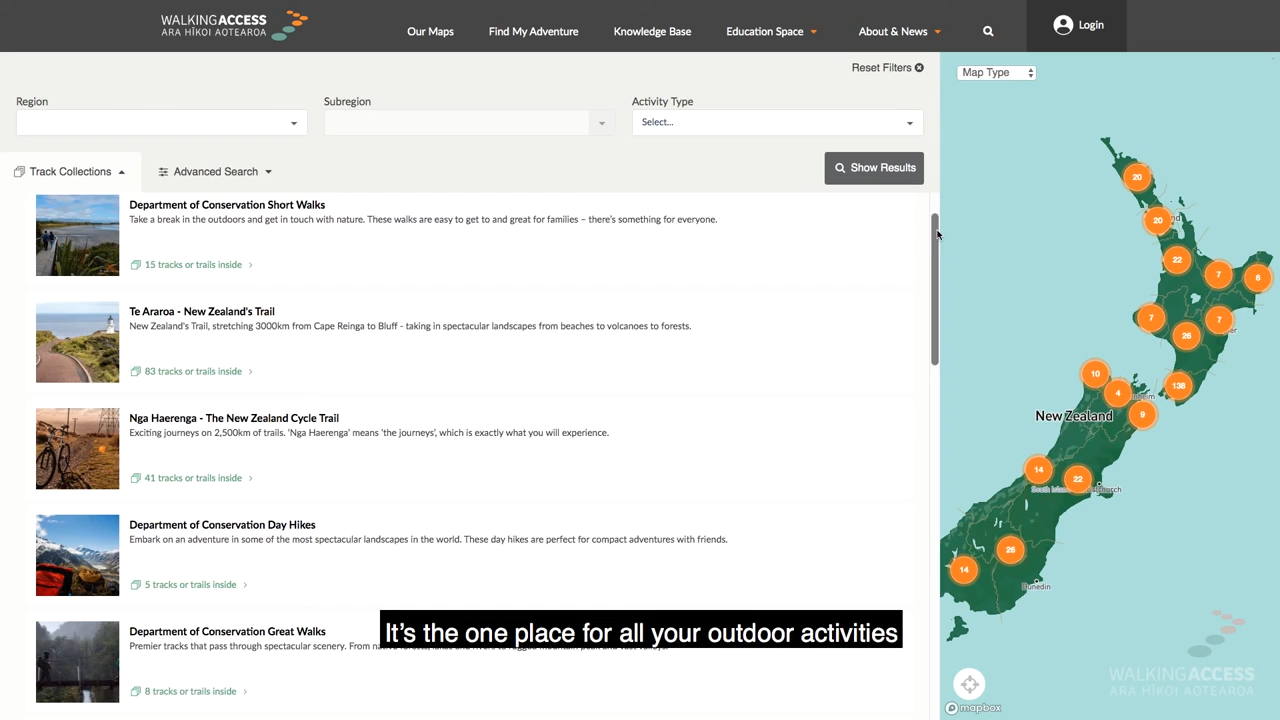 WALKINGACCESS
ARA HĪKOI AOTEAROA
Our Maps
Find My Adventure
Knowledge Base
Education Space
About & News
Login
Reset Filters
Map Type
Region
Subregion
Activity Type
Select...
Track Collections
Advanced Search
Show Results
Department of Conservation Short Walks
Take a break in the outdoors and get in touch with nature. These walks are easy to get to and great for families – there's something for everyone.
15 tracks or trails inside
Te Araroa - New Zealand's Trail
New Zealand's Trail, stretching 3000km from Cape Reinga to Bluff - taking in spectacular landscapes from beaches to volcanoes to forests.
83 tracks or trails inside
Nga Haerenga - The New Zealand Cycle Trail
Exciting journeys on 2,500km of trails. 'Nga Haerenga' means 'the journeys', which is exactly what you will experience.
41 tracks or trails inside
Department of Conservation Day Hikes
Embark on an adventure in some of the most spectacular landscapes in the world. These day hikes are perfect for compact adventures with friends.
5 tracks or trails inside
Department of Conservation Great Walks
Premier tracks that pass through spectacular scenery. From
8 tracks or trails inside
It's the one place for all your outdoor activities
20
20
22
7
6
7
7
26
10
138
4
9
New Zealand
14
22
26
14
Dunedin
WALKINGACCESS
ARA HĪKOI AOTEAROA
mapbox